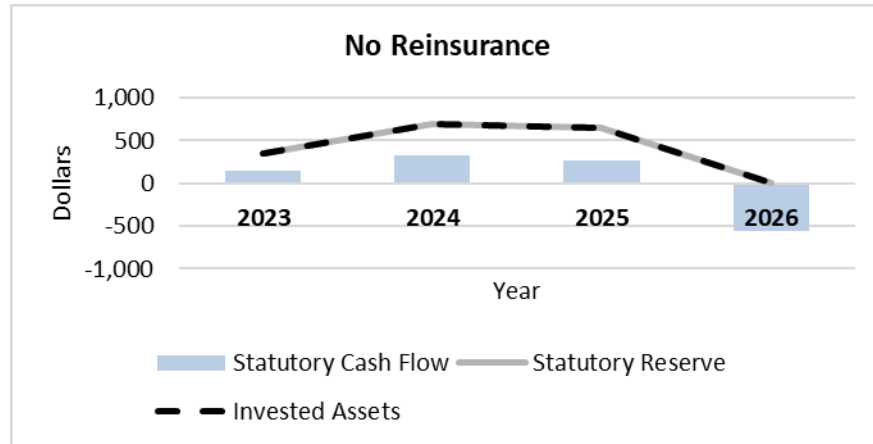 No Reinsurance
1,000
500
0
-500
-1,000
Dollars
2023 2024 2025 2026
Year
Statutory Cash Flow Statutory Reserve
Invested Assets